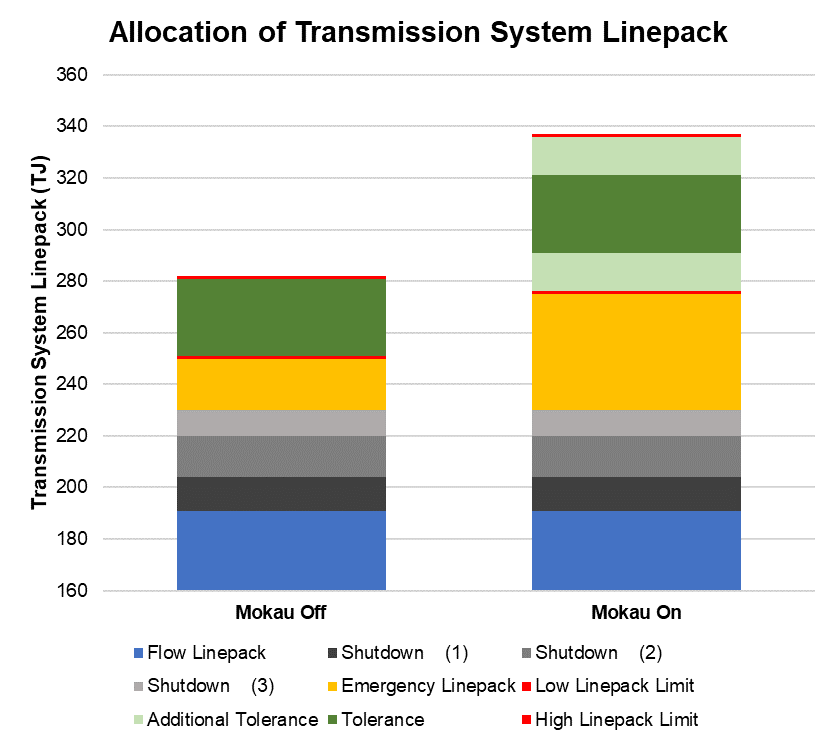 Allocation of Transmission System Linepack
Transmission System Linepack (TJ)
360
340
320
300
280
260
240
220
200
180
160
Mokau Off Mokau On
Flow Linepack Shutdown (1) Shutdown (2)
Shutdown (3) Emergency Linepack Low Linepack Limit
Additional Tolerance Tolerance High Linepack Limit